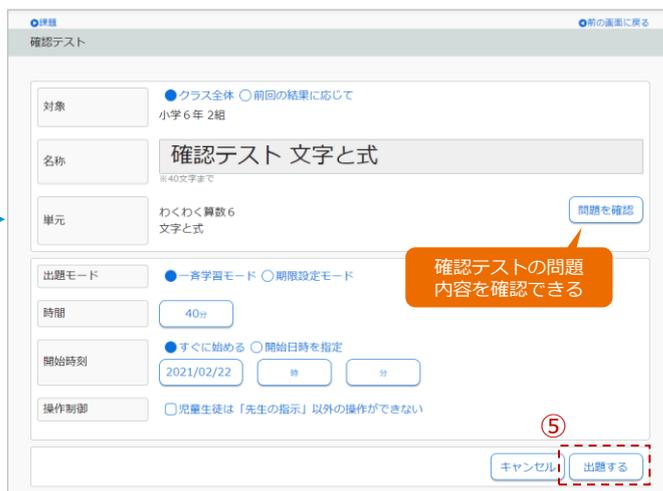 課題
前の画面に戻る
確認テスト
対象
クラス全体 前回の結果に応じて
小学6年 2組
名称
確認テスト 文字と式
※40文字まで
単元
わくわく算数6
文字と式
問題を確認
確認テストの問題
内容を確認できる
出題モード
一斉学習モード 期限設定モード
時間
40分
開始時刻
すぐに始める 開始日時を指定
2021/02/22 時 分
操作制御
児童生徒は「先生の指示」以外の操作ができない
⑤
キャンセル 出題する